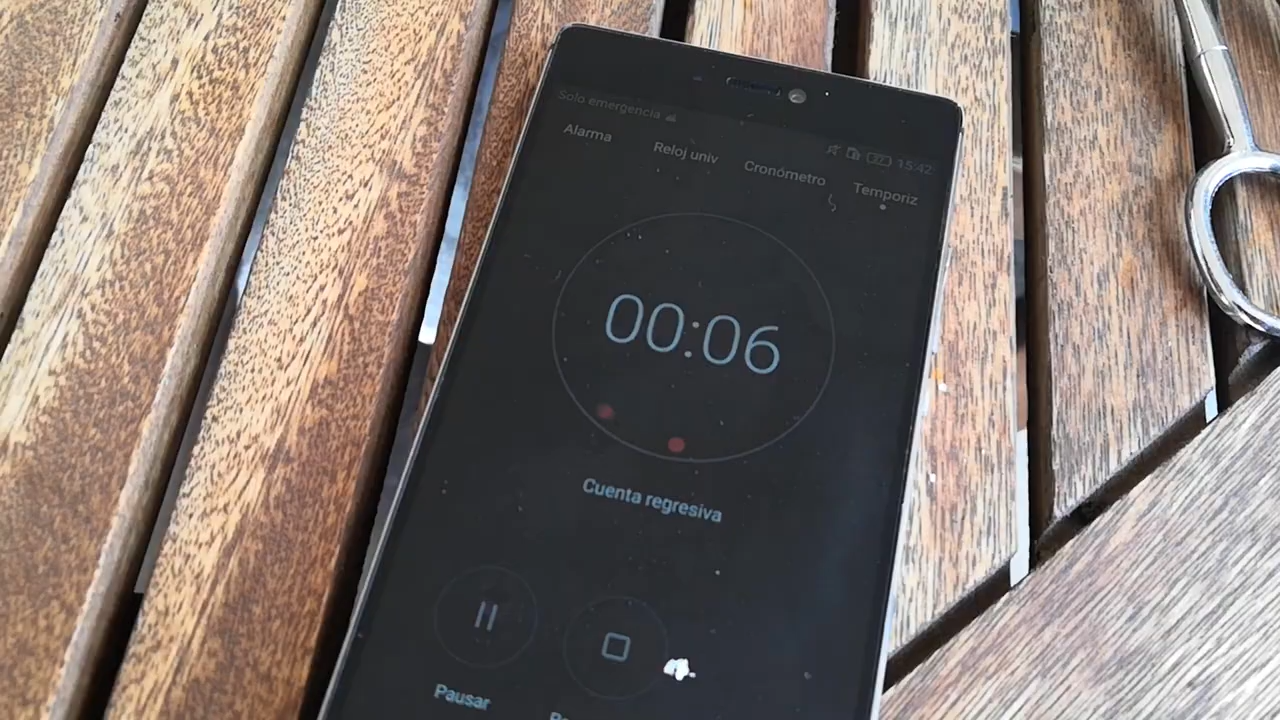 Solo emergencia
15:42
Alarma Reloj univ Cronómetro Temporiz
00:06
Cuenta regresiva
Pausar